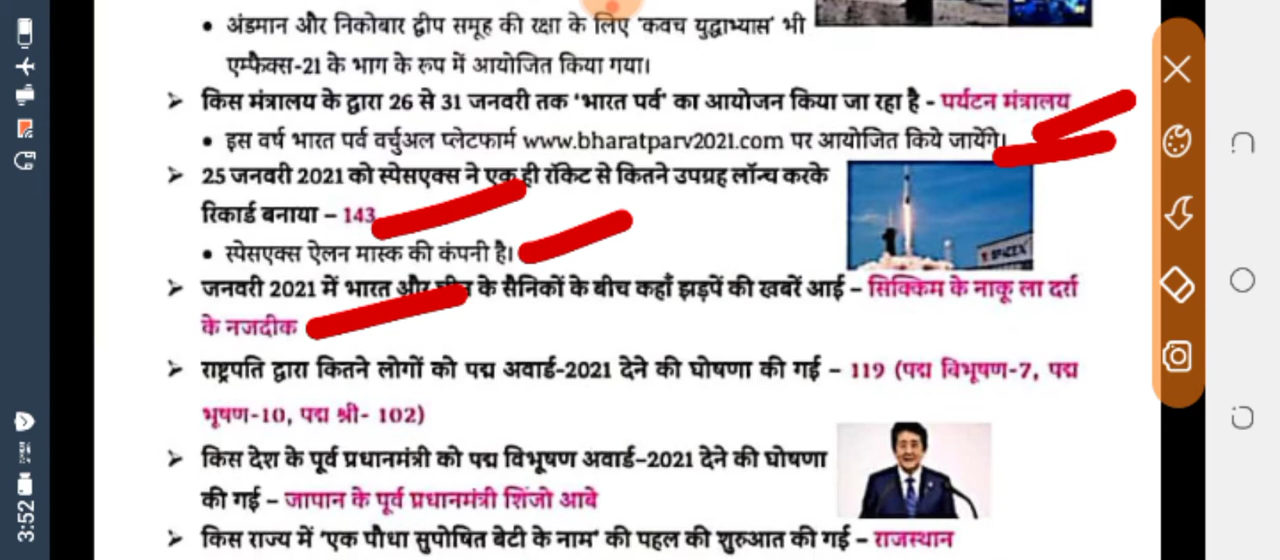 • अंडमान और निकोबार द्वीप समूह की रक्षा के लिए 'कवच युद्धाभ्यास' भी
एम्फैक्स-21 के भाग के रुप में आयोजित किया गया।
➤ किस मंत्रालय के द्वारा 26 से 31 जनवरी तक 'भारत पर्व' का आयोजन किया जा रहा है - पर्यटन मंत्रालय
• इस वर्ष भारत पर्व वर्चुअल प्लेटफार्म www.bharatparv2021.com पर आयोजित किये जायेंगे।
➤ 25 जनवरी 2021 को स्पेसएक्स ने एक ही रॉकेट से कितने उपग्रह लॉन्च करके
रिकार्ड बनाया – 143
• स्पेसएक्स ऐलन मास्क की कंपनी है।
➤ जनवरी 2021 में भारत और चीन के सैनिकों के बीच कहाँ झड़पें की खबरें आई – सिक्किम के नाकू ला दर्रा
के नजदीक
➤ राष्ट्रपति द्वारा कितने लोगों को पद्म अवार्ड-2021 देने की घोषणा की गई – 119 (पद्म विभूषण-7, पद्म
भूषण-10, पद्म श्री- 102)
➤ किस देश के पूर्व प्रधानमंत्री को पद्म विभूषण अवार्ड–2021 देने की घोषणा
की गई – जापान के पूर्व प्रधानमंत्री शिंजो आबे
➤ किस राज्य में 'एक पौधा सुपोषित बेटी के नाम' की पहल की शुरुआत की गई – राजस्थान
3:52